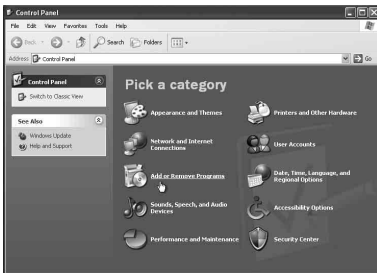 Control Panel
File Edit View Favorites Tools Help
Back Search Folders
Address Control Panel Go
Control Panel
Switch to Classic View
See Also
Windows Update
Help and Support
Pick a category
Appearance and Themes
Printers and Other Hardware
Network and Internet Connections
User Accounts
Add or Remove Programs
Date, Time, Language, and Regional Options
Sounds, Speech, and Audio Devices
Accessibility Options
Performance and Maintenance
Security Center